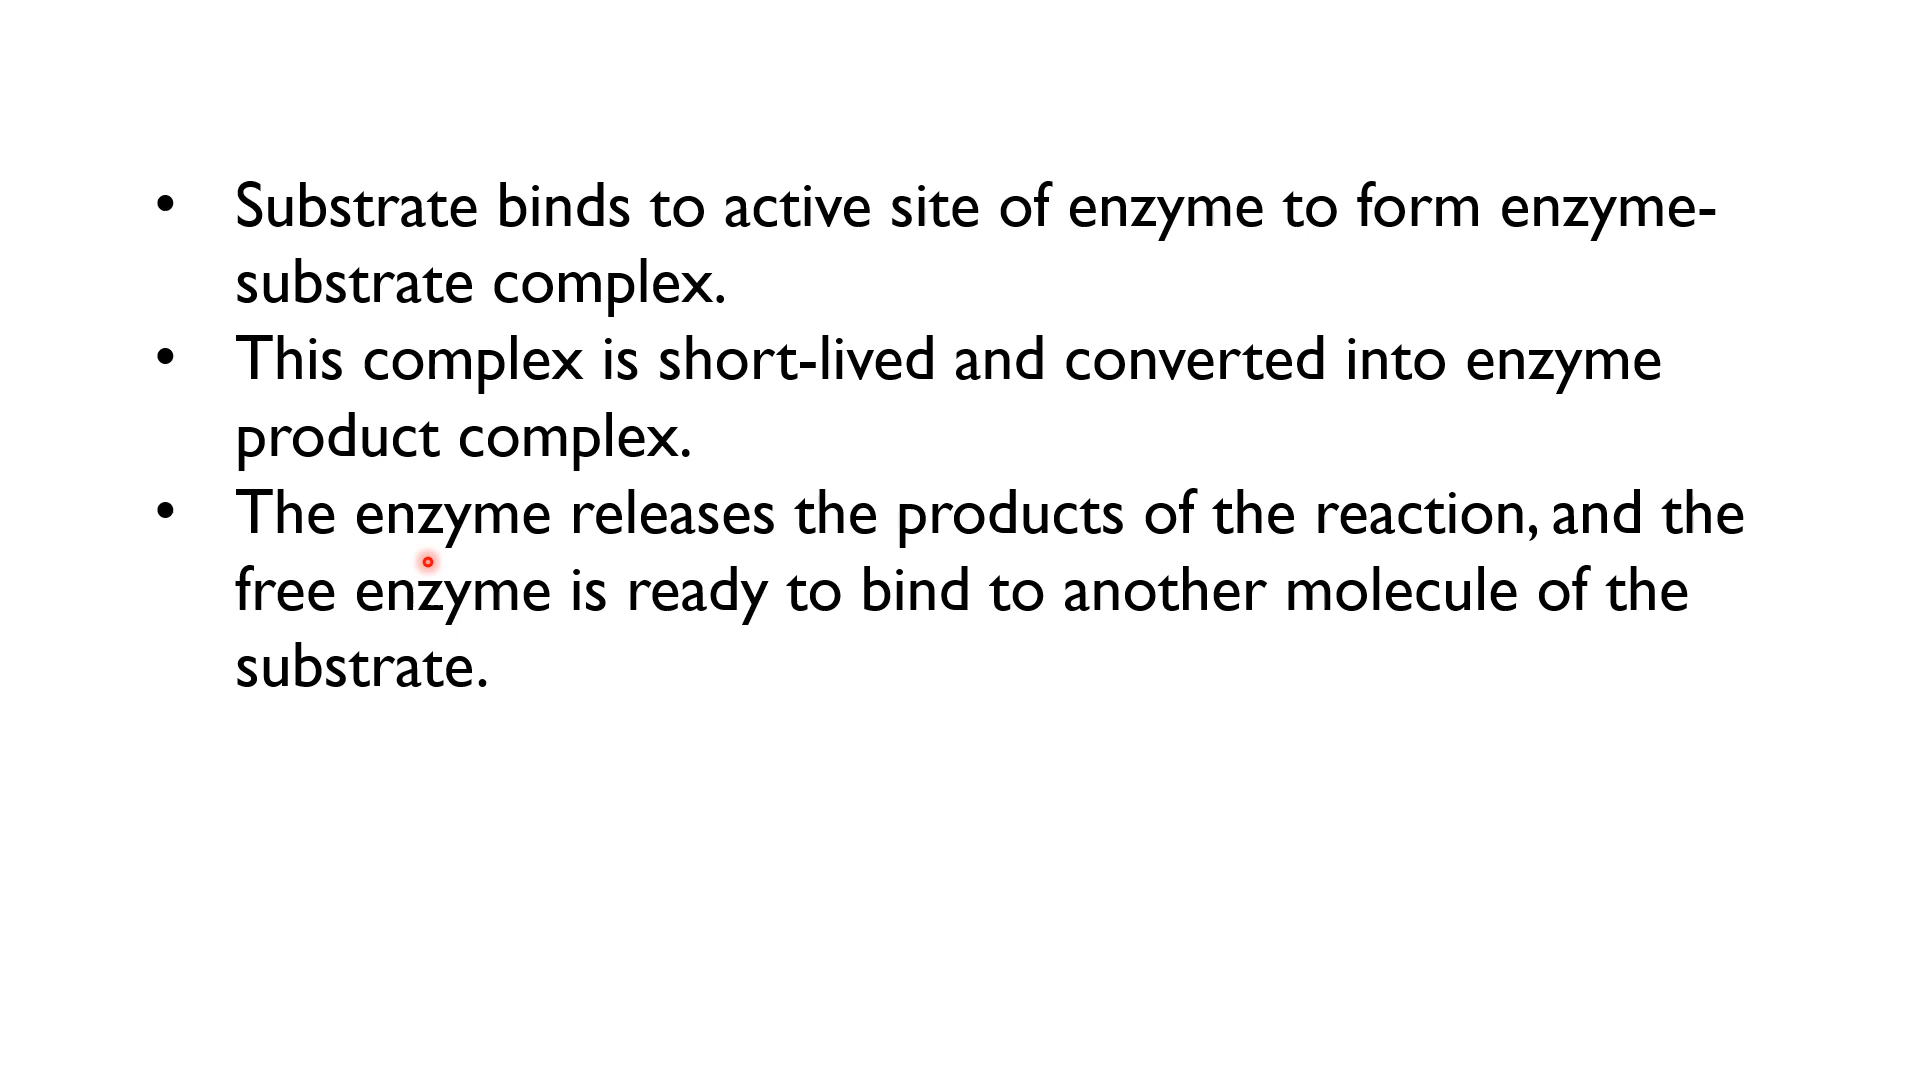 • Substrate binds to active site of enzyme to form enzyme-
substrate complex.
• This complex is short-lived and converted into enzyme
product complex.
• The enzyme releases the products of the reaction, and the
free enzyme is ready to bind to another molecule of the
substrate.